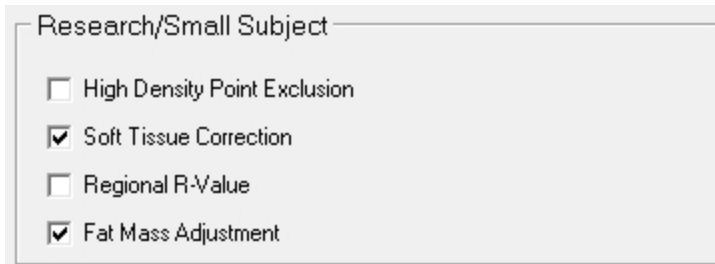 Research/Small Subject
High Density Point Exclusion
Soft Tissue Correction
Regional R-Value
Fat Mass Adjustment